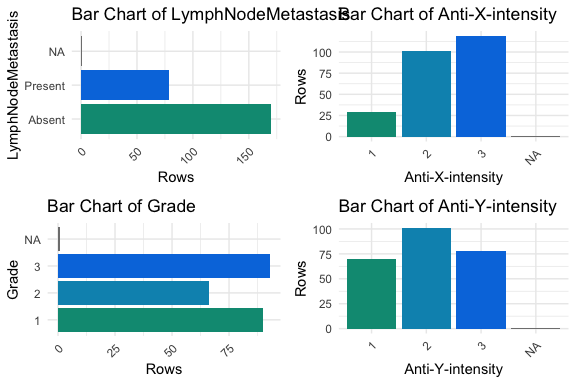 Bar Chart of LymphNodeMetastasis
LymphNodeMetastasis
NA
Present
Absent
0
50
100
150
Rows
Bar Chart of Anti-X-intensity
Rows
100
75
50
25
0
1
2
3
NA
Anti-X-intensity
Bar Chart of Grade
Grade
NA
3
2
1
0
25
50
75
Rows
Bar Chart of Anti-Y-intensity
Rows
100
75
50
25
0
1
2
3
NA
Anti-Y-intensity